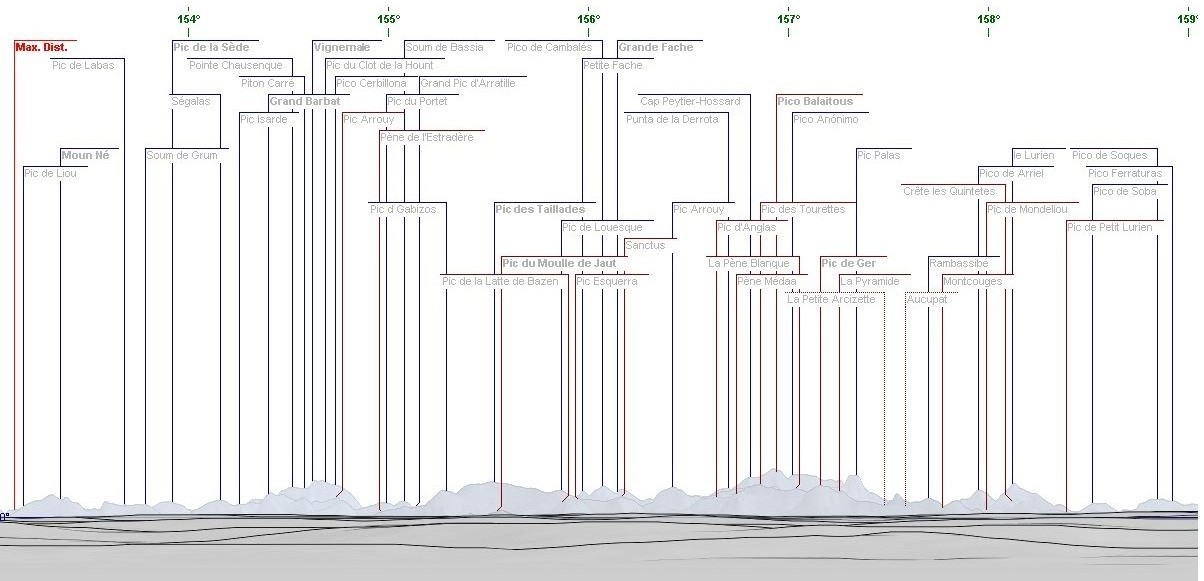 154° 155° 156° 157° 158° 159°
Max. Dist. Pic de la Sède Vignemale Soum de Bassia Pico de Cambalés Grande Fache
Pic de Labas Pointe Chausenque Pic du Clot de la Hount Petite Fache
Piton Carré Pico Cerbillona Grand Pic d'Arratille
Ségalas Grand Barbat Pic du Portet Cap Peytier-Hossard Pico Balaitous
Pic Isarde Pic Arrouy Punta de la Derrota Pico Anónimo
Pène de l'Estradère
Moun Né Soum de Grum Pic Palas le Lurien Pico de Soques
Pic de Liou Pico de Arriel Pico Ferraturas
Crête les Quintetes Pico de Soba
Pic d Gabizos Pic des Taillades Pic Arrouy Pic des Tourettes Pic de Mondeliou
Pic de Louesque Pic d'Anglas Pic de Petit Lurien
Sanctus
Pic du Moulle de Jaut La Pène Blanque Pic de Ger Rambassibé
Pic de la Latte de Bazen Pic Esquerra Pène Médaa La Pyramide Montcouges
La Petite Arcizette Aucupat
0°